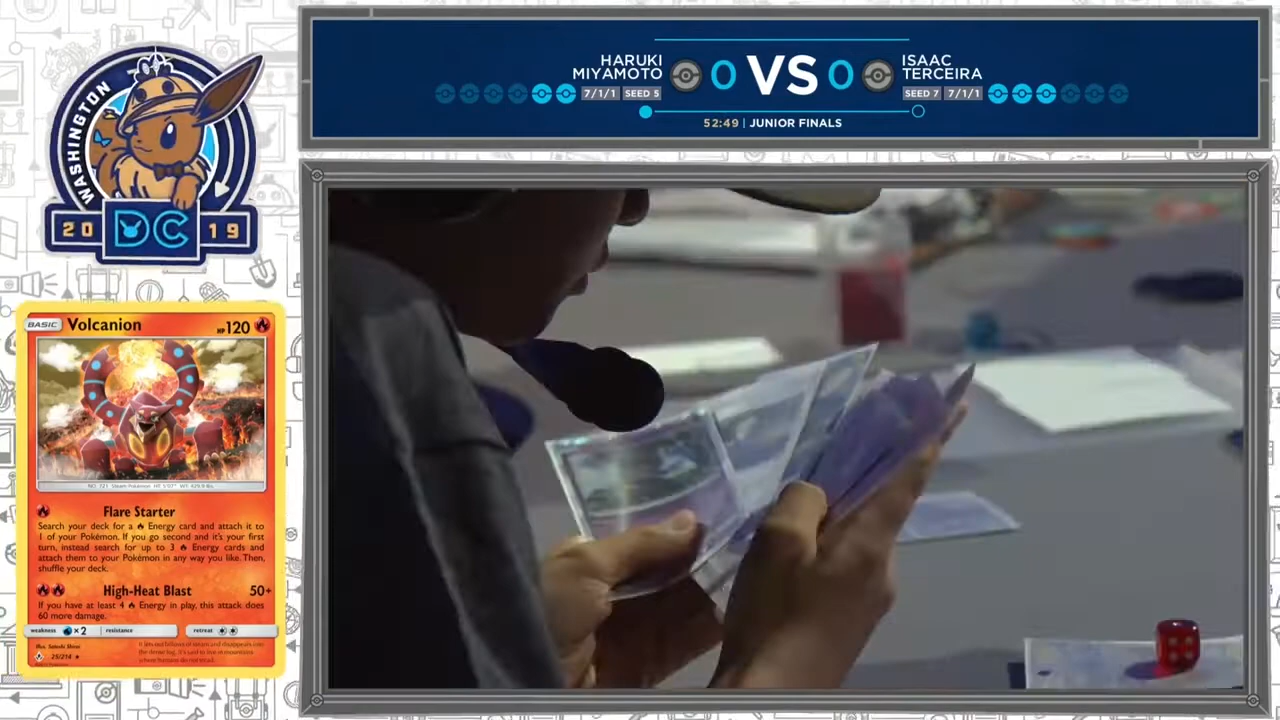 WASHINGTON
20 DC 19
HARUKI
MIYAMOTO
0 VS 0
ISAAC
TERCEIRA
7/1/1 SEED 5
SEED 7 7/1/1
52:49 | JUNIOR FINALS
BASIC Volcanion HP 120
Flare Starter
Search your deck for a Energy card and attach it to
1 of your Pokémon. If you go second and it's your first
turn, instead search for up to 3 Energy cards and
attach them to your Pokémon in any way you like. Then,
shuffle your deck.
High-Heat Blast 50+
If you have at least 4 Energy in play, this attack does
60 more damage.
weakness ×2 resistance retreat
25/214